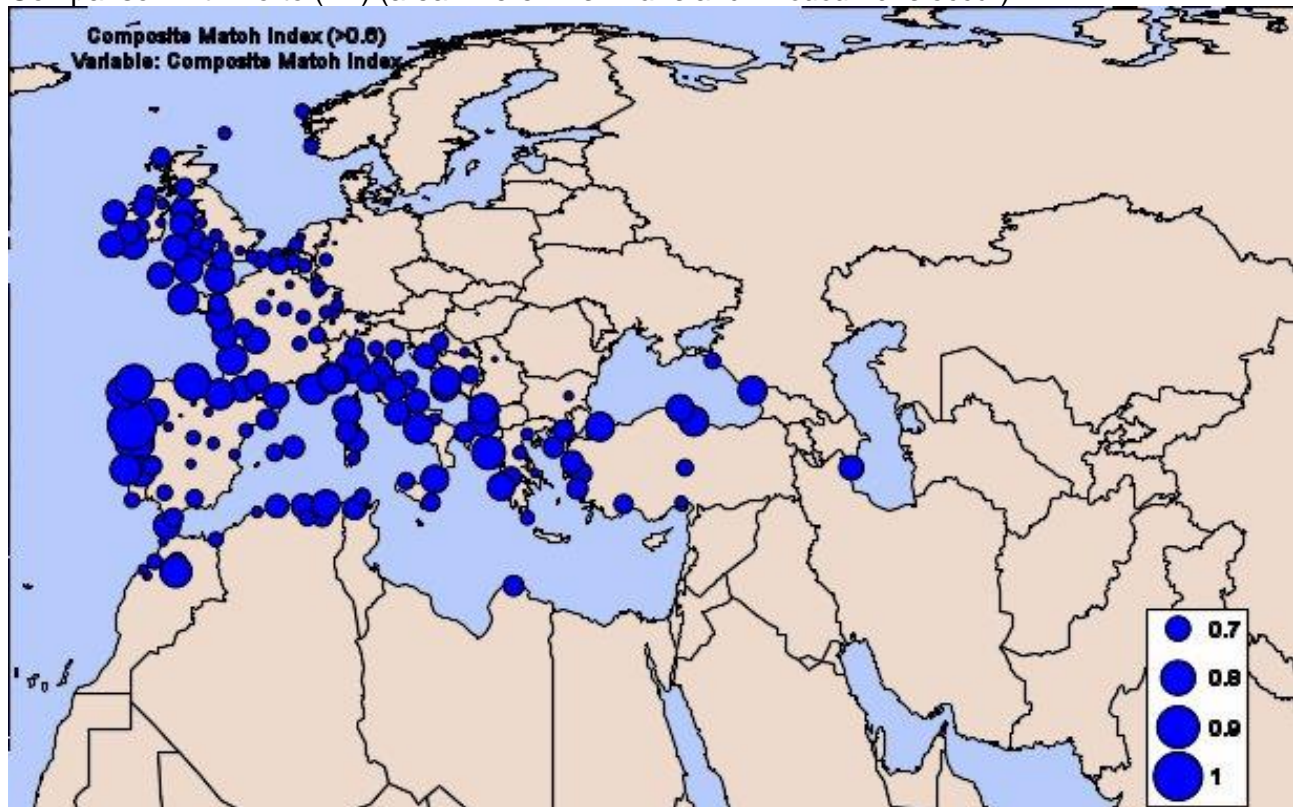 Composite Match Index (>0.6)
Variable: Composite Match Index
0.7
0.8
0.9
1